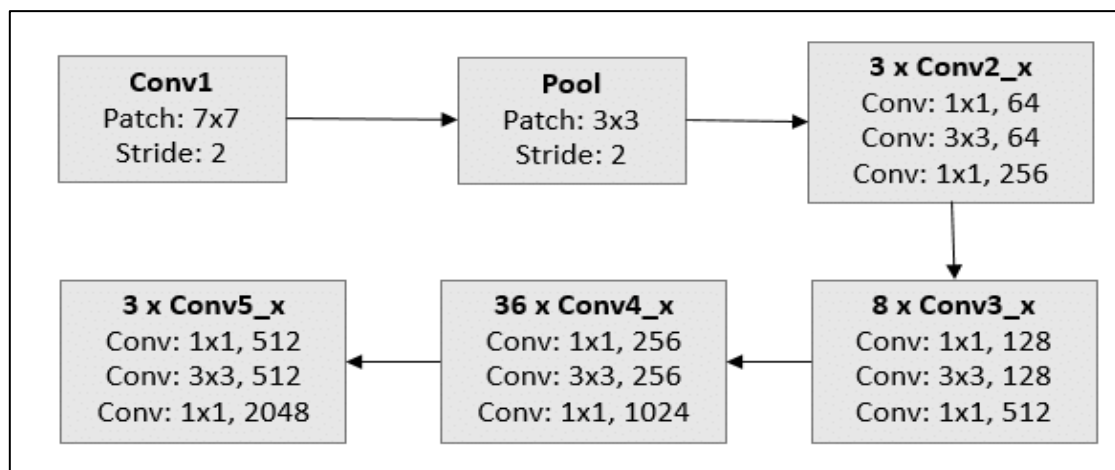 Conv1
Patch: 7x7
Stride: 2
Pool
Patch: 3x3
Stride: 2
3 x Conv2_x
Conv: 1x1, 64
Conv: 3x3, 64
Conv: 1x1, 256
8 x Conv3_x
Conv: 1x1, 128
Conv: 3x3, 128
Conv: 1x1, 512
36 x Conv4_x
Conv: 1x1, 256
Conv: 3x3, 256
Conv: 1x1, 1024
3 x Conv5_x
Conv: 1x1, 512
Conv: 3x3, 512
Conv: 1x1, 2048